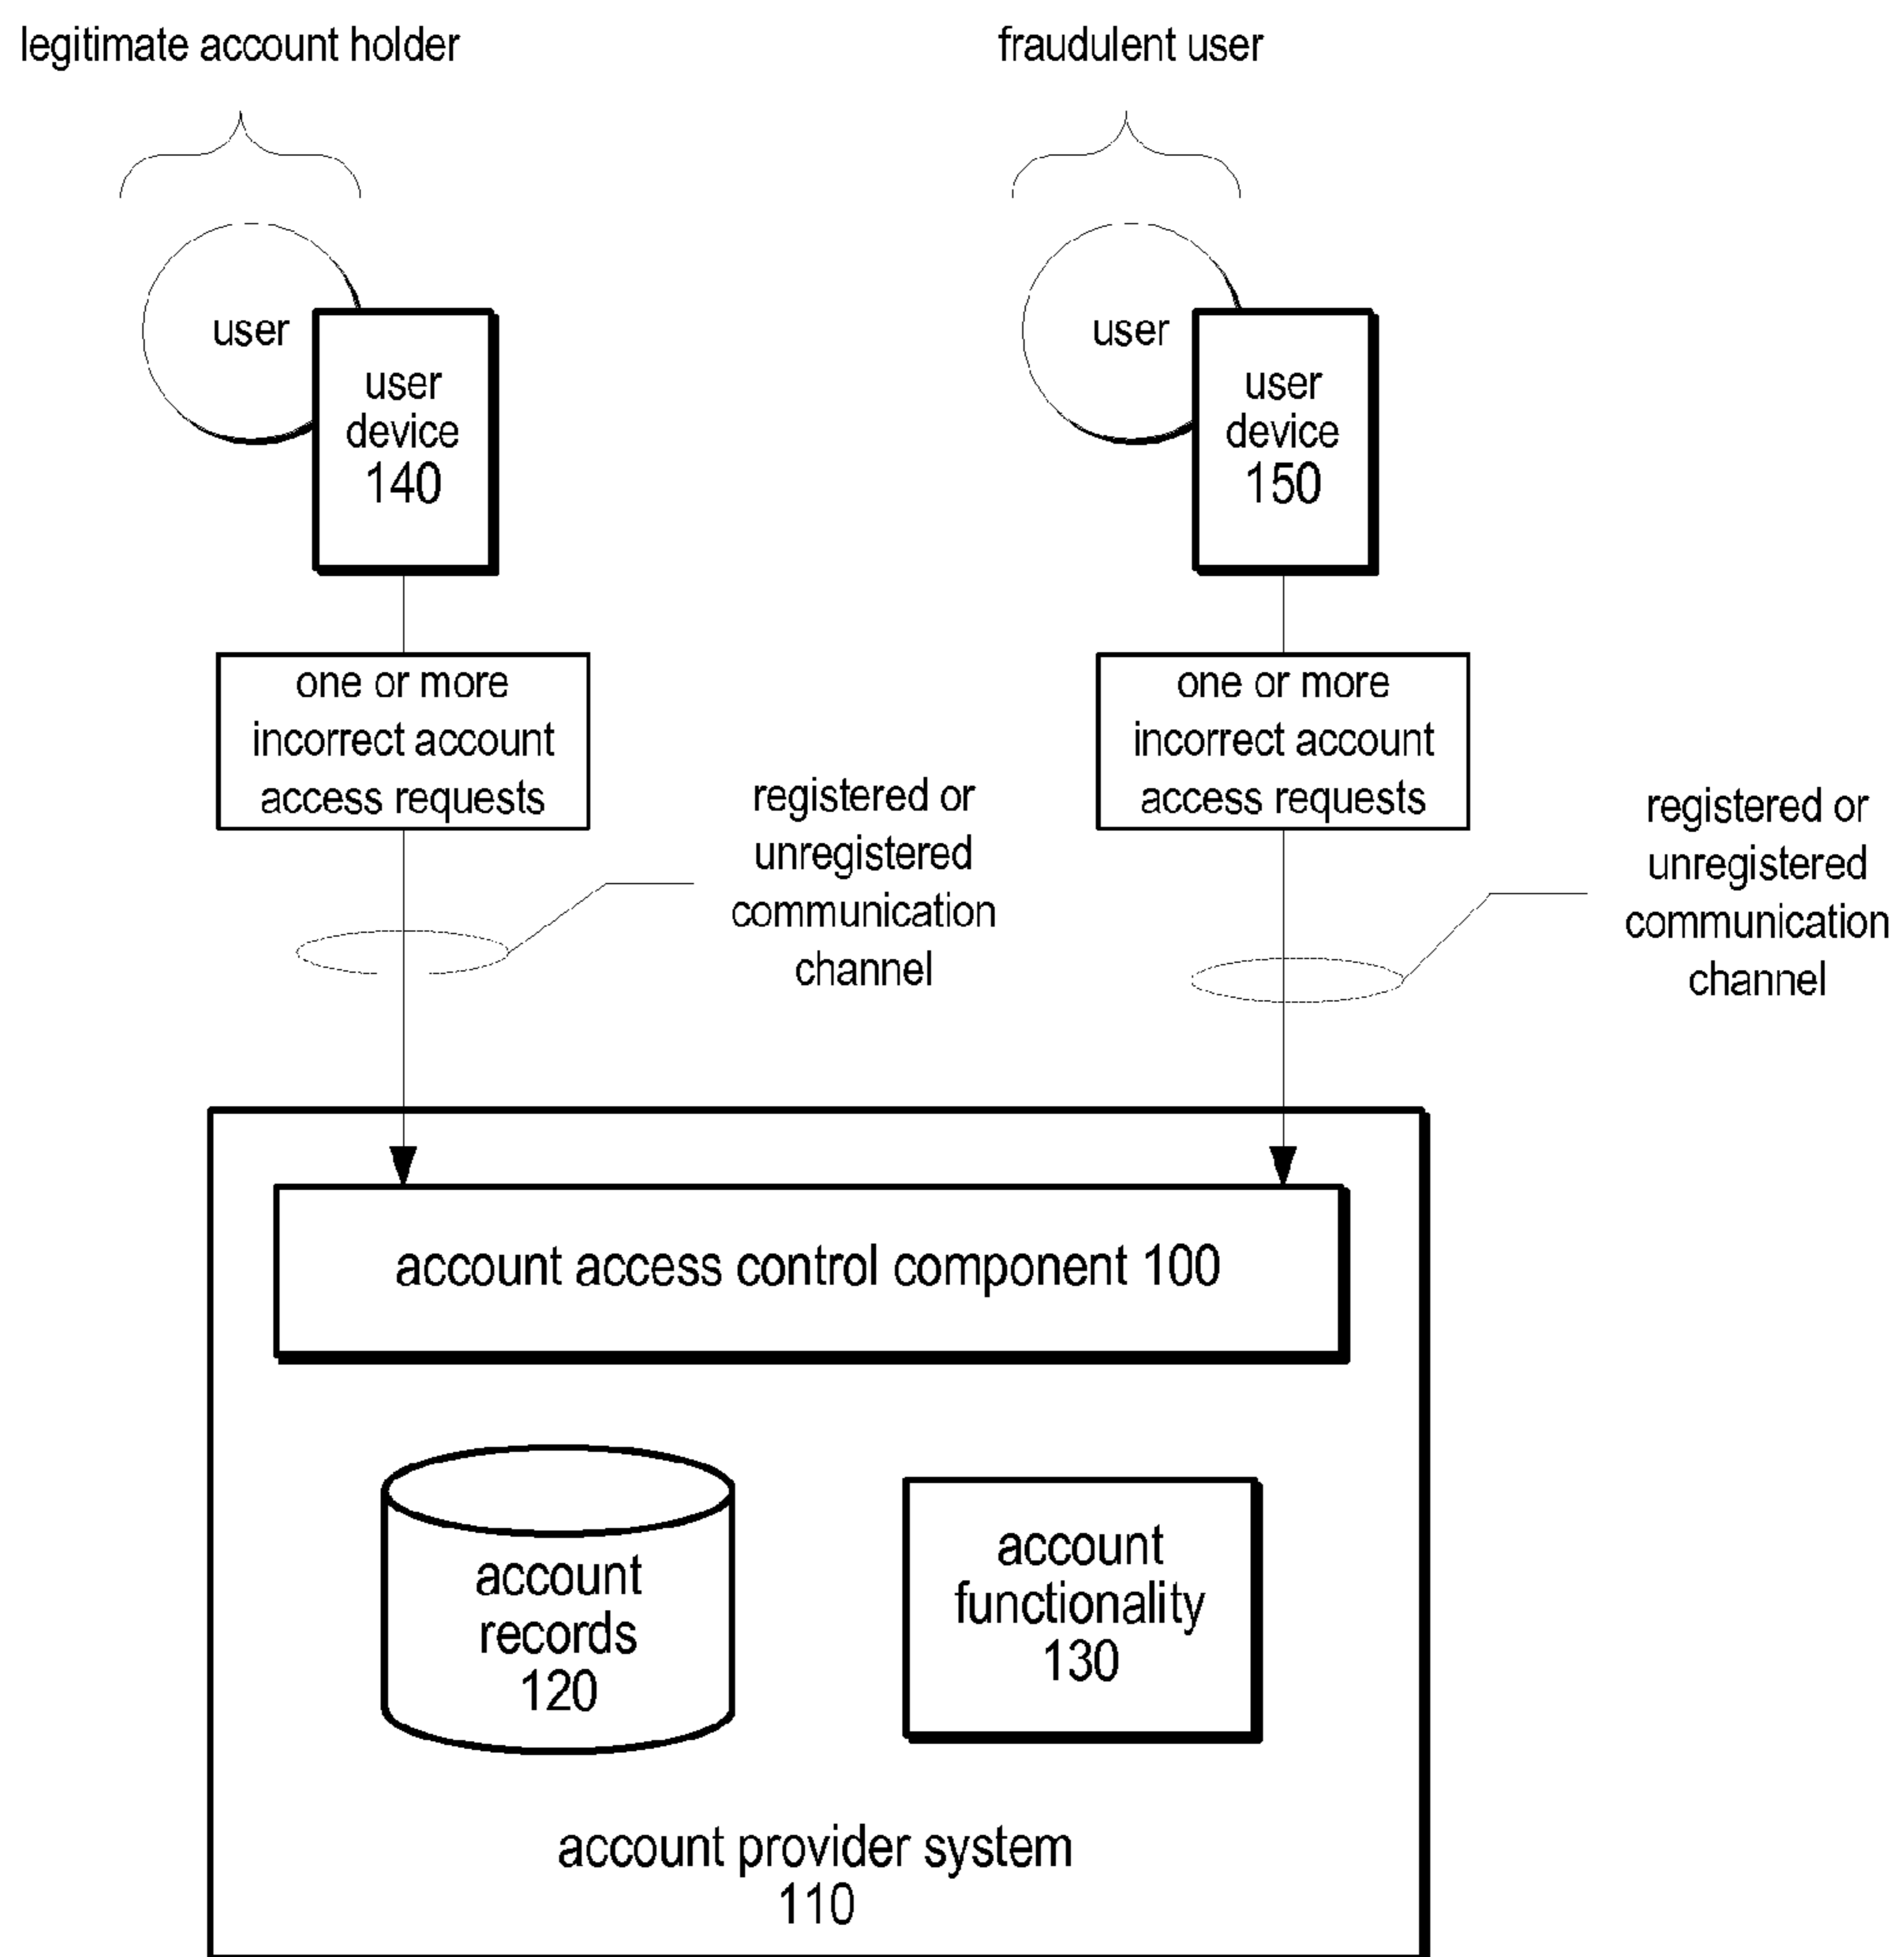 legitimate account holder
fraudulent user
user
user
device
140
user
user
device
150
one or more
incorrect account
access requests
one or more
incorrect account
access requests
registered or
unregistered
communication
channel
registered or
unregistered
communication
channel
account access control component 100
account
records
120
account
functionality
130
account provider system
110